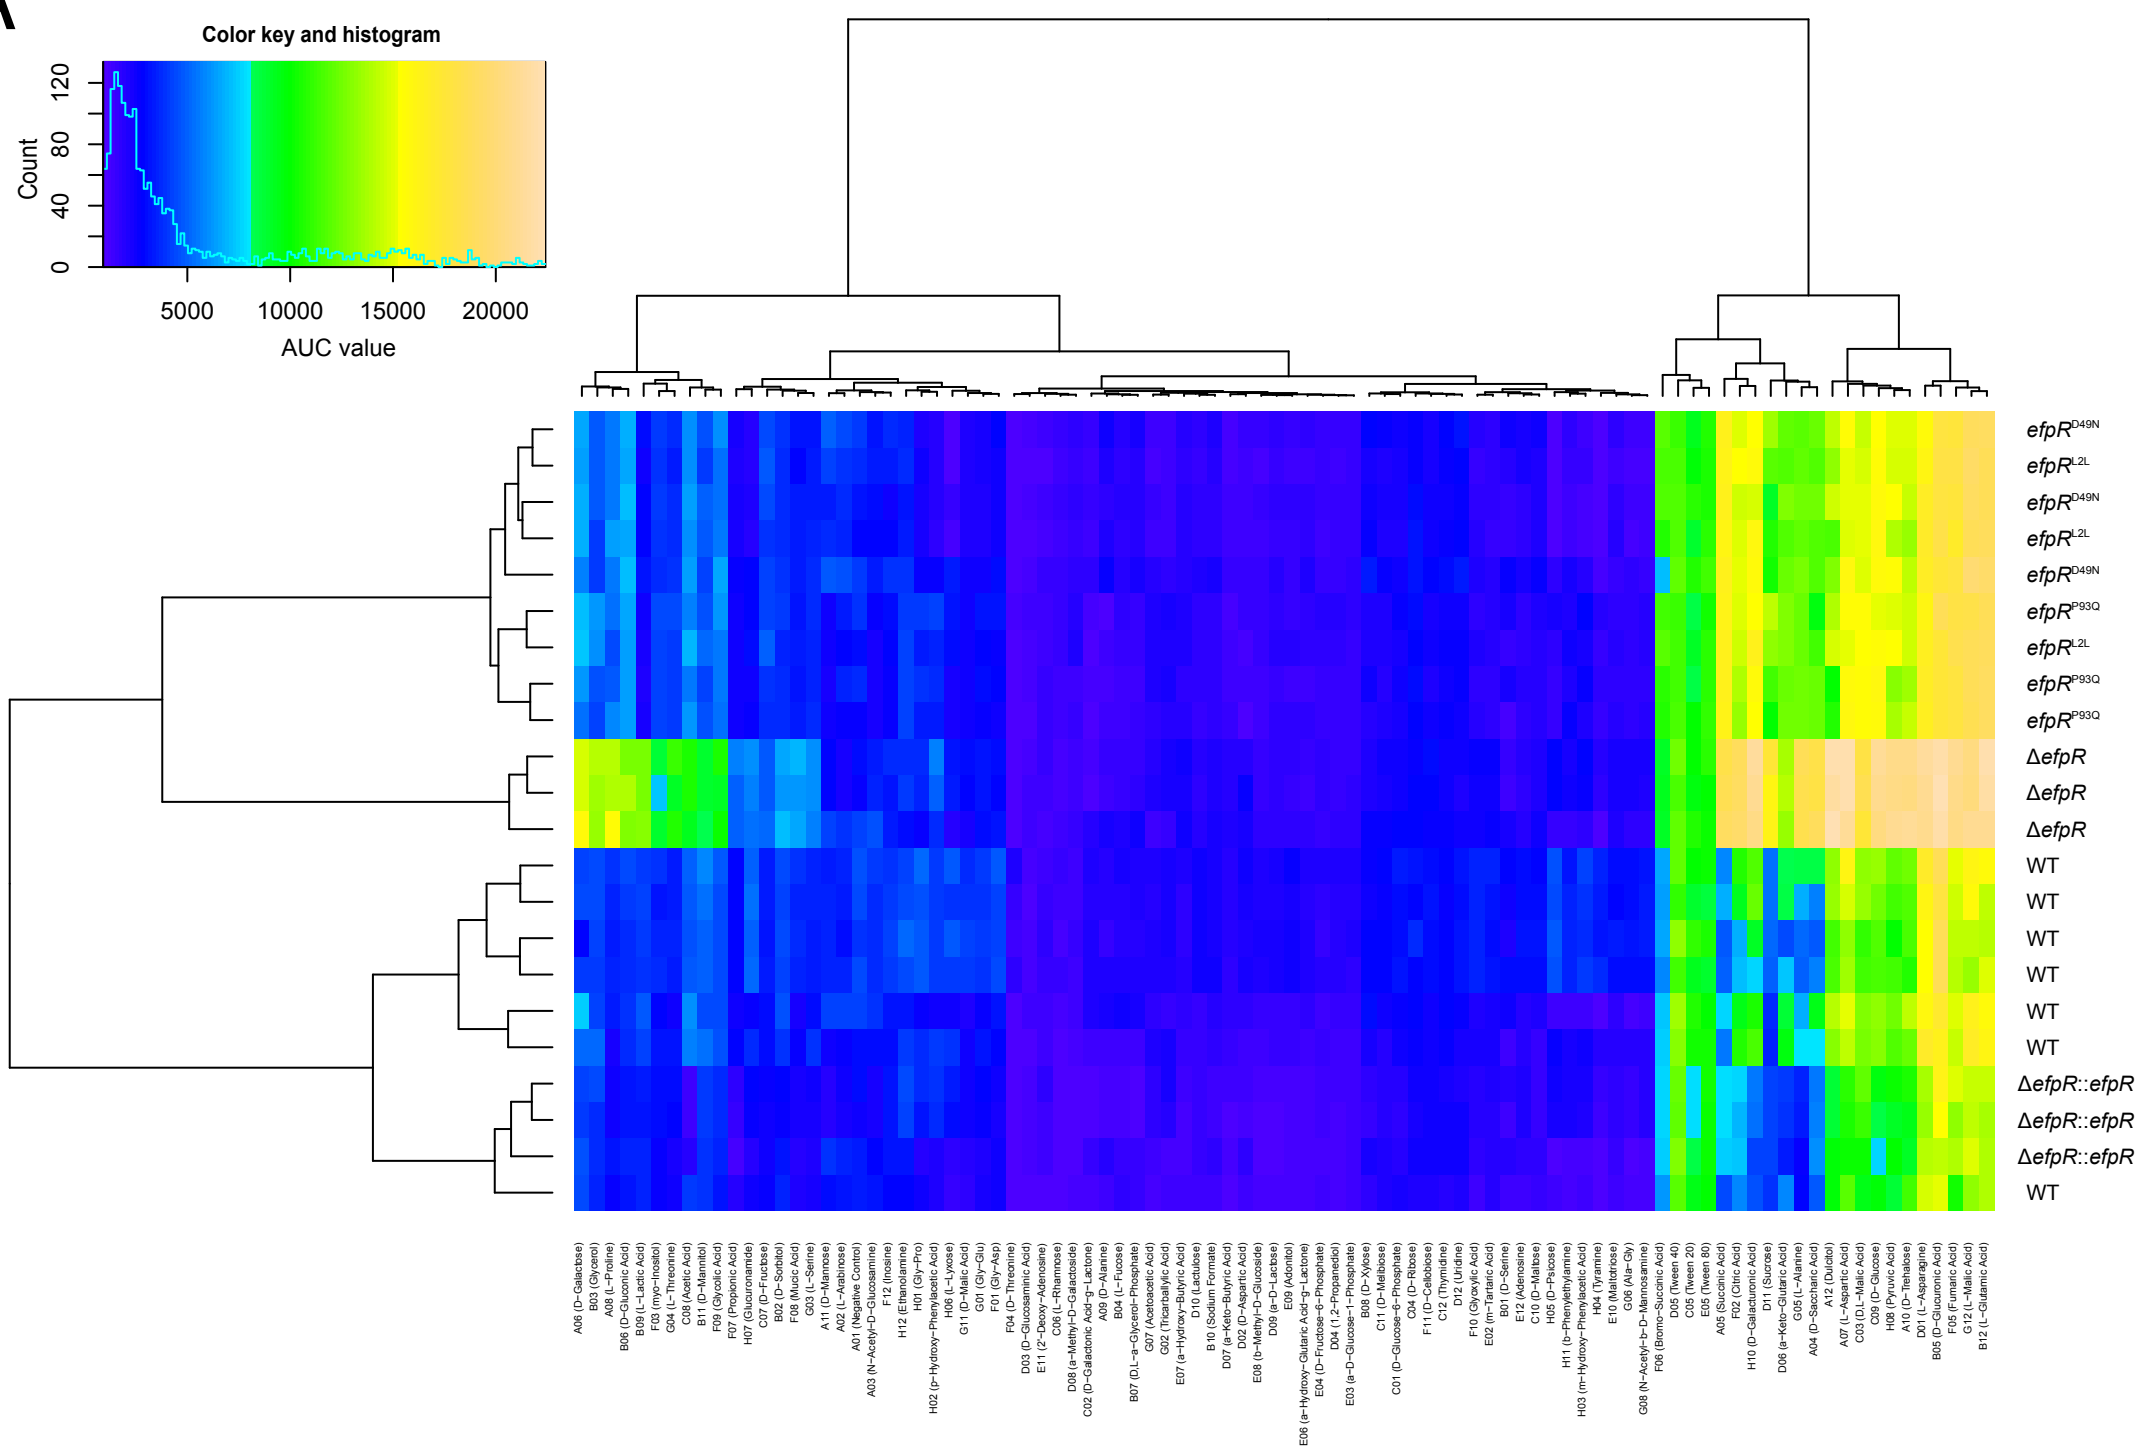 A
Color key and histogram
Count
0 40 80 120
5000 10000 15000 20000
AUC value
efpR^D49N
efpR^L2L
efpR^D49N
efpR^L2L
efpR^D49N
efpR^P93Q
efpR^L2L
efpR^P93Q
efpR^P93Q
ΔefpR
ΔefpR
ΔefpR
WT
WT
WT
WT
WT
WT
ΔefpR::efpR
ΔefpR::efpR
ΔefpR::efpR
WT
A06 (D-Galactose)
B03 (Glycerol)
A08 (L-Proline)
B06 (D-Gluconic Acid)
B09 (L-Lactic Acid)
F03 (myo-Inositol)
G04 (L-Threonine)
C08 (Acetic Acid)
B11 (D-Mannitol)
F09 (Glycolic Acid)
F07 (Propionic Acid)
H07 (Glucuronamide)
C07 (D-Fructose)
B02 (D-Sorbitol)
F08 (Mucic Acid)
G03 (L-Serine)
A11 (D-Mannose)
A02 (L-Arabinose)
A01 (Negative Control)
A03 (N-Acetyl-D-Glucosamine)
F12 (Inosine)
H12 (Ethanolamine)
H01 (Gly-Pro)
H02 (p-Hydroxy-Phenylacetic Acid)
H06 (L-Lyxose)
G11 (D-Malic Acid)
G01 (Gly-Glu)
F01 (Gly-Asp)
F04 (D-Threonine)
D03 (D-Glucosaminic Acid)
E11 (2'-Deoxy-Adenosine)
C06 (L-Rhamnose)
D08 (a-Methyl-D-Galactoside)
C02 (D-Galactonic Acid-g-Lactone)
A09 (D-Alanine)
B04 (L-Fucose)
B07 (D,L-a-Glycerol-Phosphate)
G07 (Acetoacetic Acid)
G02 (Tricarballylic Acid)
E07 (a-Hydroxy-Butyric Acid)
D10 (Lactulose)
B10 (Sodium Formate)
D07 (a-Keto-Butyric Acid)
D02 (D-Aspartic Acid)
E08 (b-Methyl-D-Glucoside)
D09 (a-D-Lactose)
E09 (Adonitol)
E06 (a-Hydroxy-Glutaric Acid-g-Lactone)
E04 (D-Fructose-6-Phosphate)
D04 (1,2-Propanediol)
E03 (a-D-Glucose-1-Phosphate)
B08 (D-Xylose)
C11 (D-Melibiose)
C01 (D-Glucose-6-Phosphate)
C04 (D-Ribose)
F11 (D-Cellobiose)
C12 (Thymidine)
D12 (Uridine)
F10 (Glyoxylic Acid)
E02 (m-Tartaric Acid)
B01 (D-Serine)
E12 (Adenosine)
C10 (D-Maltose)
H05 (D-Psicose)
H11 (b-Phenylethylamine)
H03 (m-Hydroxy-Phenylacetic Acid)
H04 (Tyramine)
E10 (Maltotriose)
G06 (Ala-Gly)
G08 (N-Acetyl-b-D-Mannosamine)
F06 (Bromo-Succinic Acid)
D05 (Tween 40)
C05 (Tween 20)
E05 (Tween 80)
A05 (Succinic Acid)
F02 (Citric Acid)
H10 (D-Galacturonic Acid)
D11 (Sucrose)
D06 (a-Keto-Glutaric Acid)
G05 (L-Alanine)
A04 (D-Saccharic Acid)
A12 (Dulcitol)
A07 (L-Aspartic Acid)
C03 (D,L-Malic Acid)
C09 (D-Glucose)
H08 (Pyruvic Acid)
A10 (D-Trehalose)
D01 (L-Asparagine)
B05 (D-Glucuronic Acid)
F05 (Fumaric Acid)
G12 (L-Malic Acid)
B12 (L-Glutamic Acid)